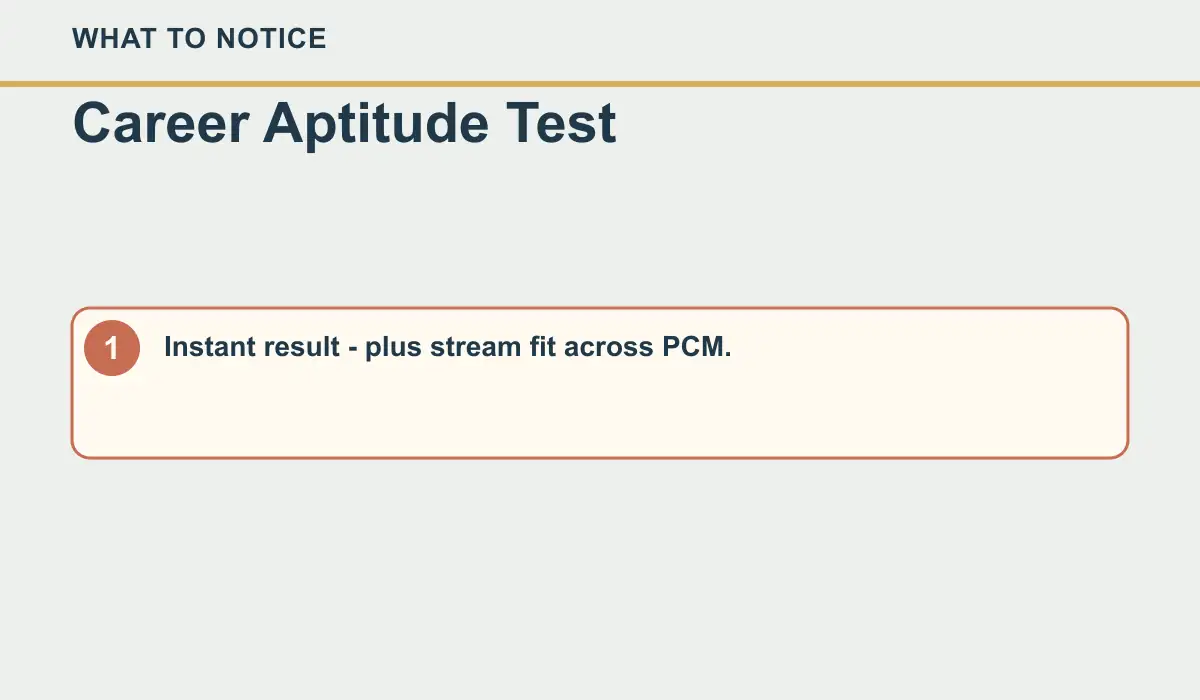 WHAT TO NOTICE
Career Aptitude Test
1
Instant result - plus stream fit across PCM.